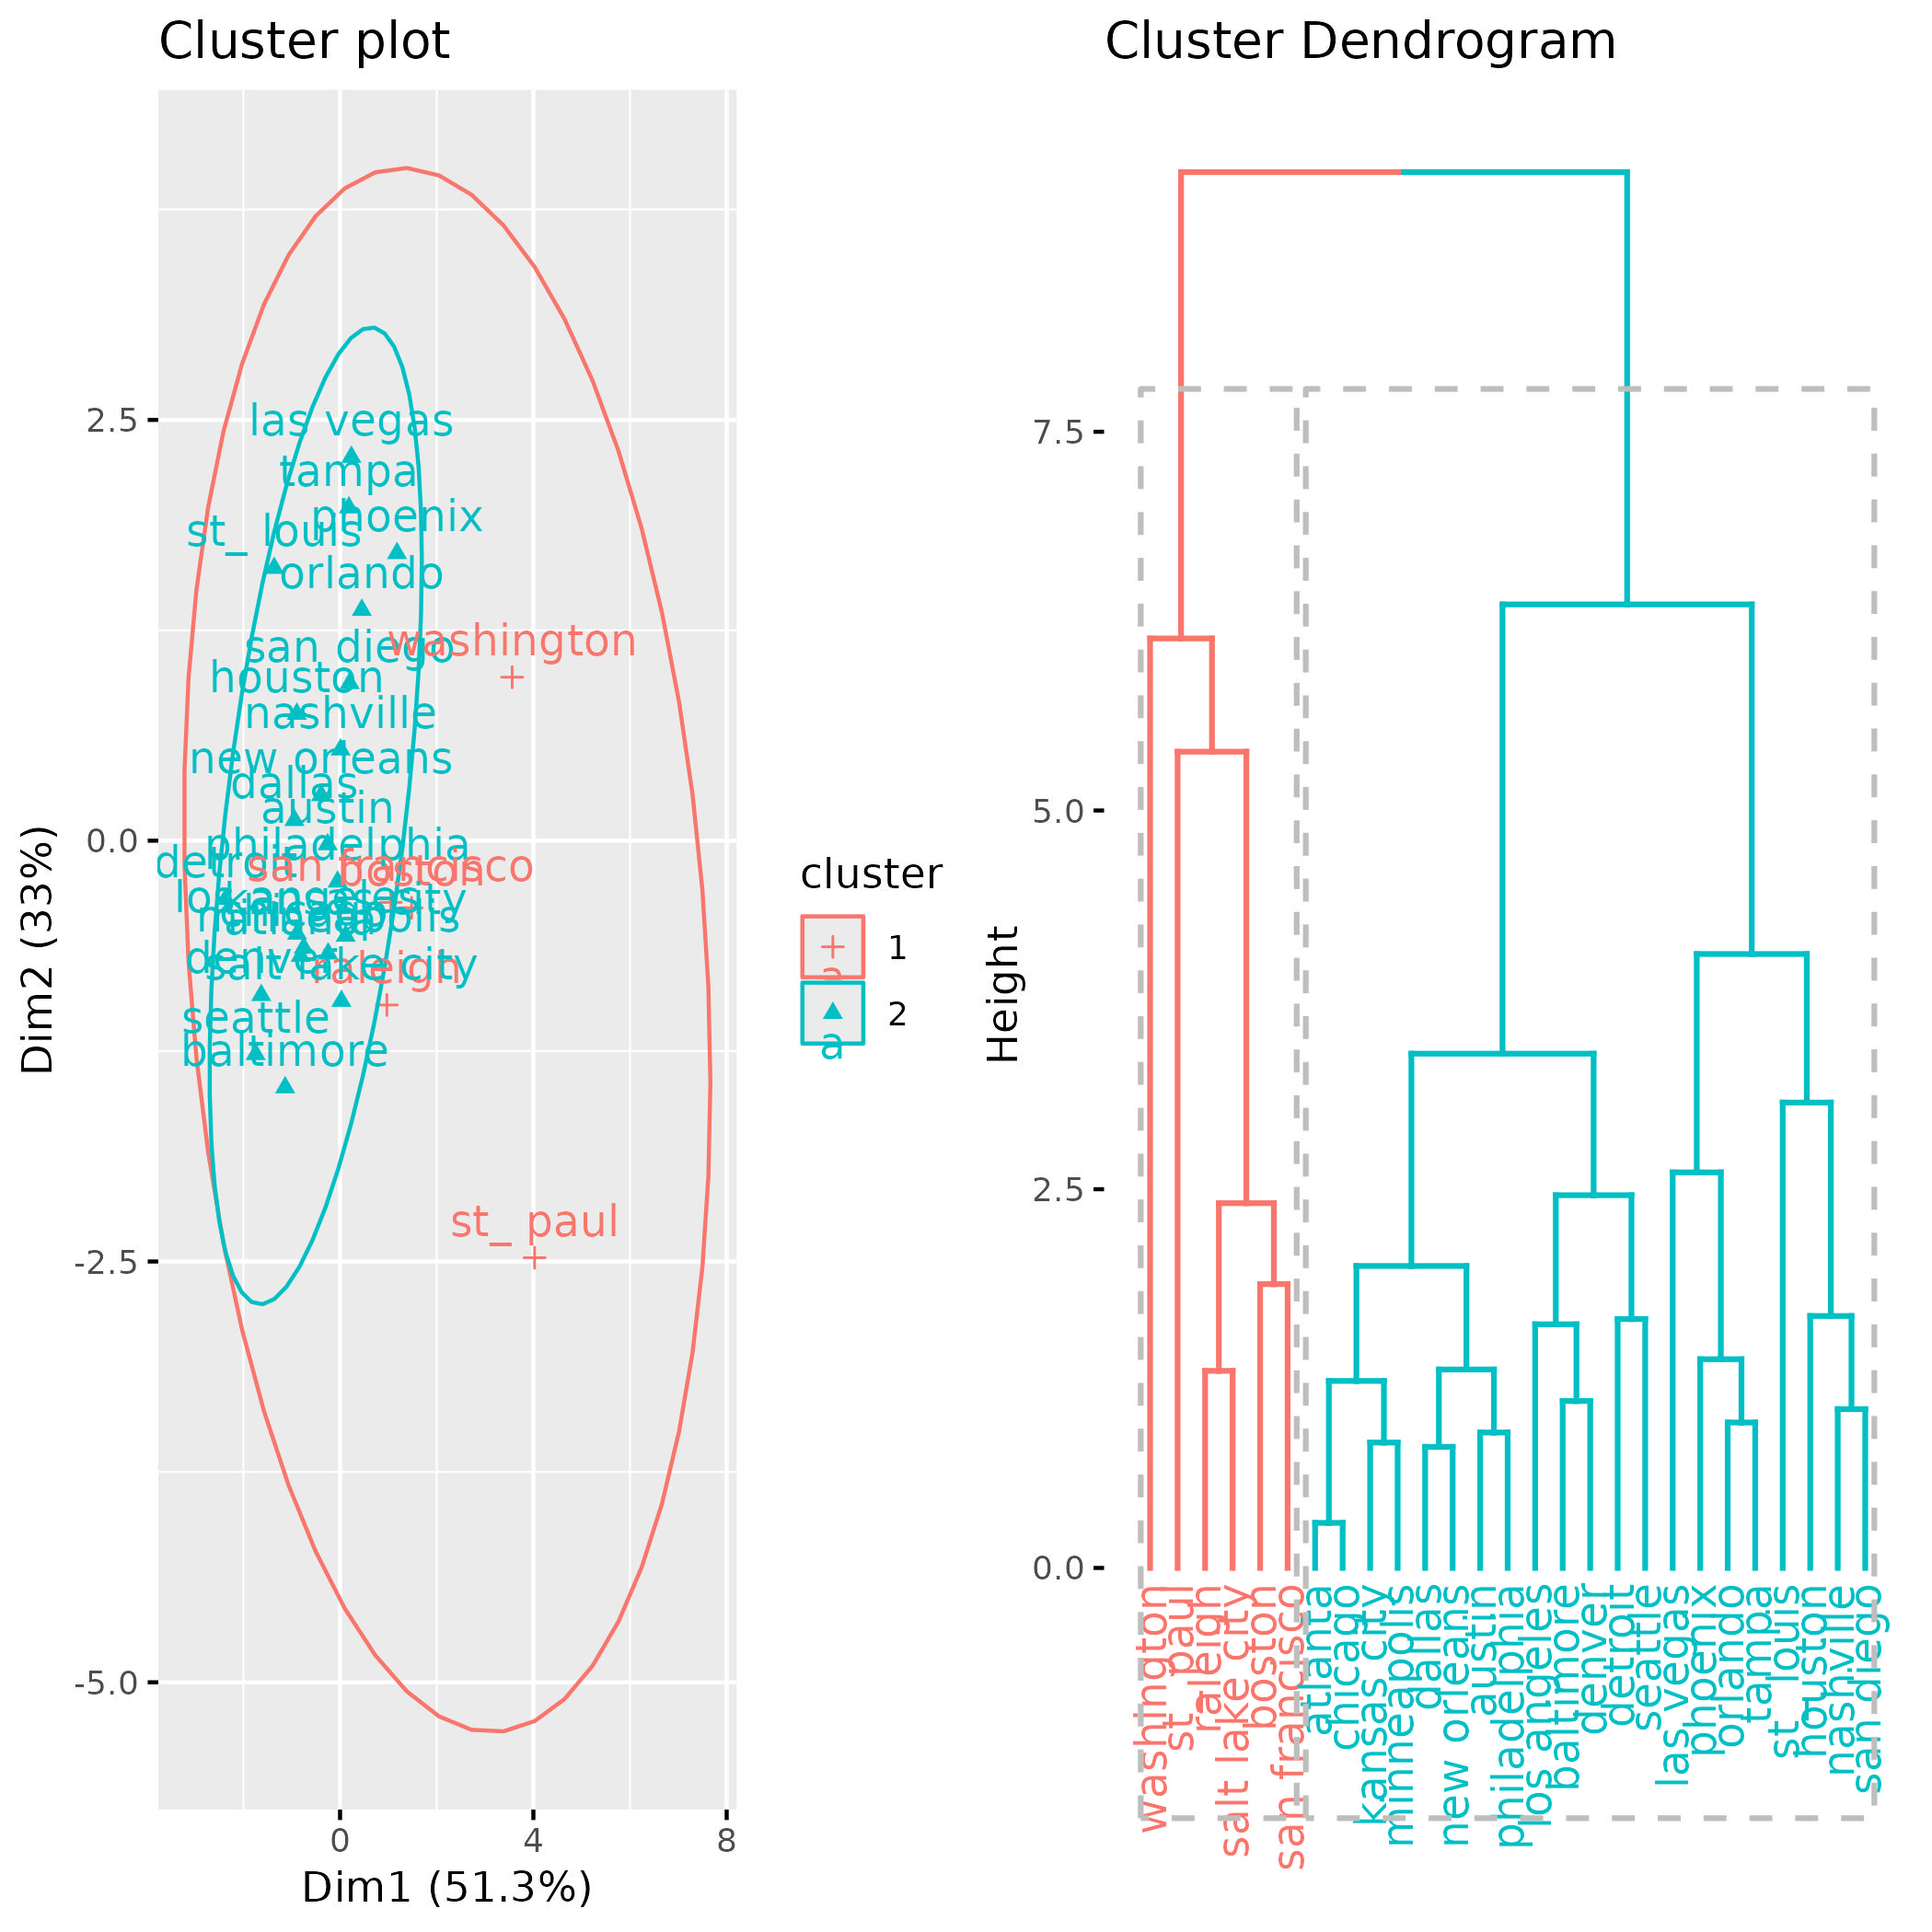 Cluster plot
2.5
0.0
-2.5
-5.0
0
4
8
Dim1 (51.3%)
Dim2 (33%)
las vegas
tampa
phoenix
st_ louis
orlando
washington
san diego
houston
nashville
new orleans
dallas
austin
philadelphia
detroit
san francisco
boston
los angeles
kansas city
minneapolis
denver
salt lake city
raleigh
seattle
baltimore
st_ paul
cluster
1
2
a
Cluster Dendrogram
7.5
5.0
2.5
0.0
Height
washington
st_ paul
raleigh
salt lake city
boston
san francisco
atlanta
chicago
kansas city
minneapolis
dallas
new orleans
austin
philadelphia
los angeles
baltimore
denver
detroit
seattle
las vegas
phoenix
orlando
tampa
st_ louis
houston
nashville
san diego